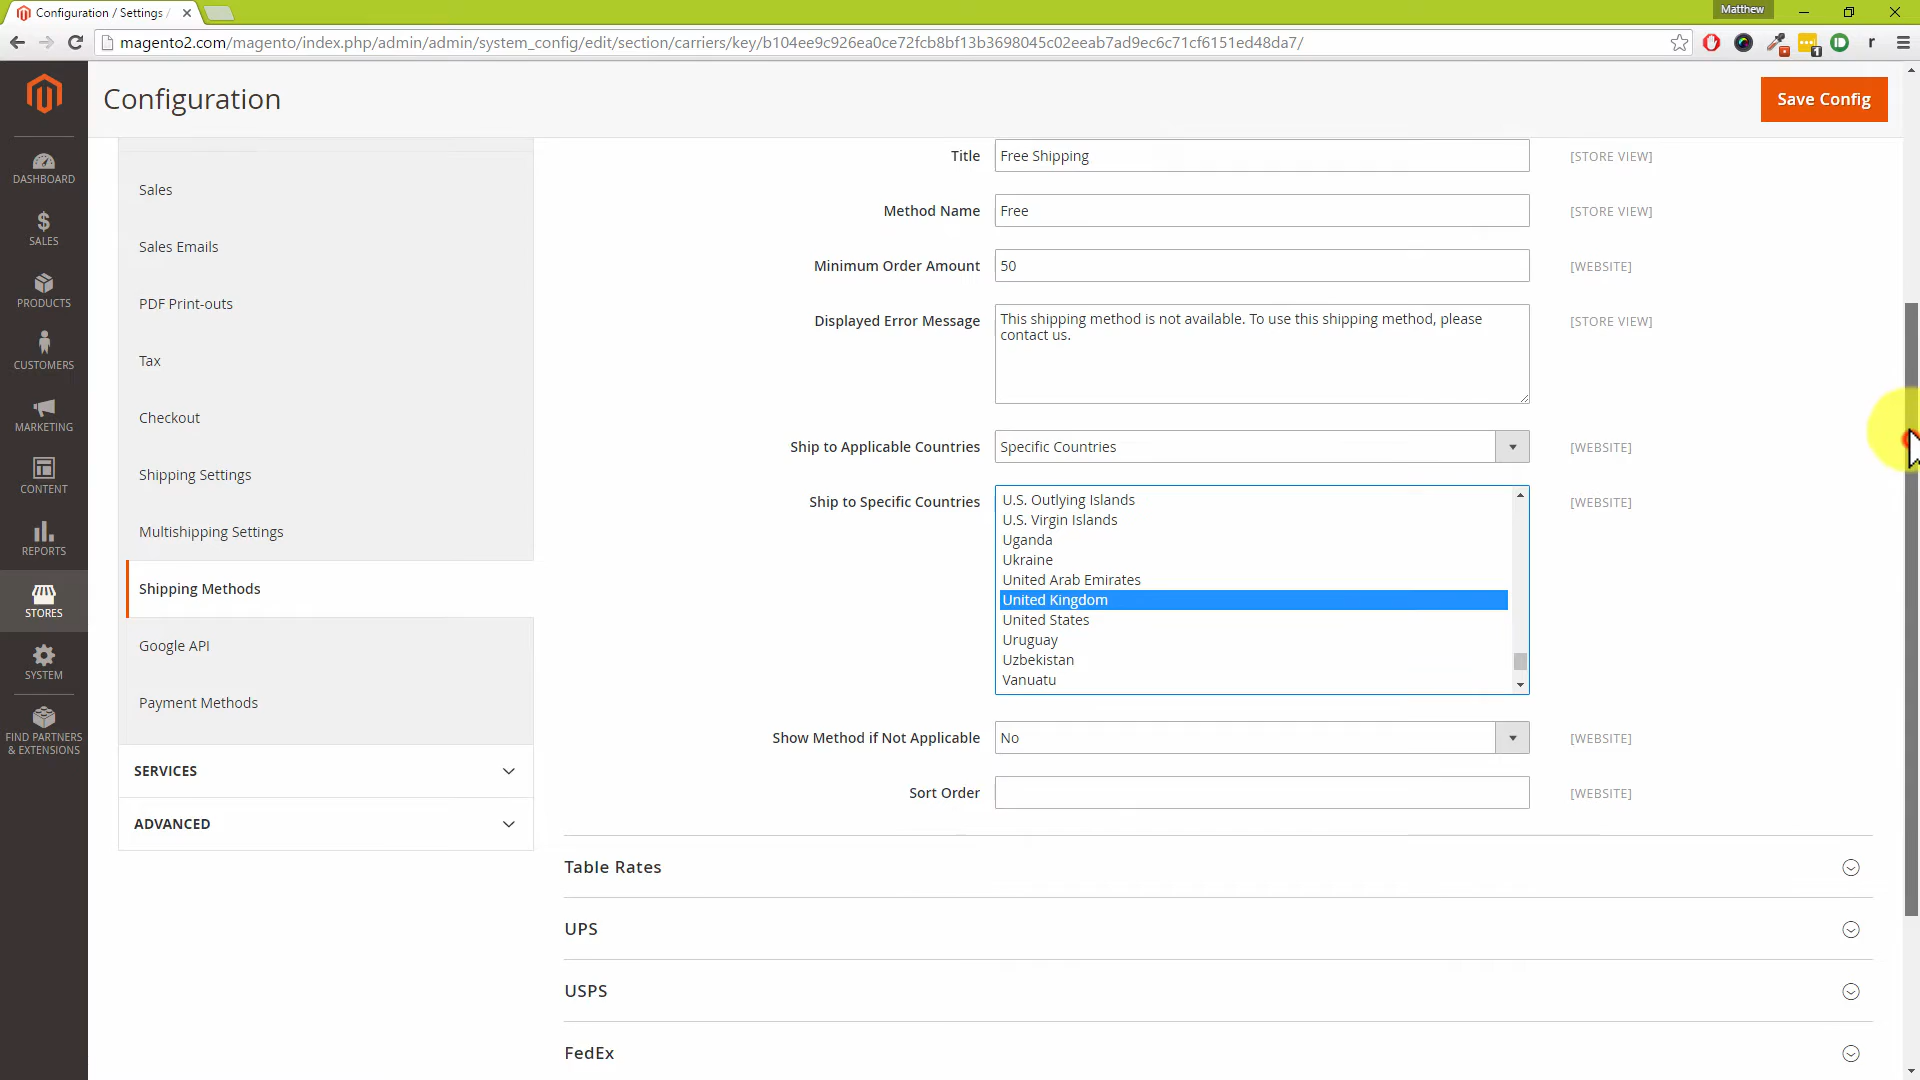 Configuration / Settings /
Matthew
magento2.com/magento/index.php/admin/admin/system_config/edit/section/carriers/key/b104ee9c926ea0ce72fcb8bf13b3698045c02eeab7ad9ec6c71cf6151ed48da7/
1
r
Configuration
Save Config
DASHBOARD
$
SALES
PRODUCTS
CUSTOMERS
MARKETING
CONTENT
REPORTS
STORES
SYSTEM
FIND PARTNERS
& EXTENSIONS
Sales
Sales Emails
PDF Print-outs
Tax
Checkout
Shipping Settings
Multishipping Settings
Shipping Methods
Google API
Payment Methods
SERVICES
ADVANCED
Title Free Shipping [STORE VIEW]
Method Name Free [STORE VIEW]
Minimum Order Amount 50 [WEBSITE]
Displayed Error Message This shipping method is not available. To use this shipping method, please [STORE VIEW]
contact us.
Ship to Applicable Countries Specific Countries [WEBSITE]
Ship to Specific Countries U.S. Outlying Islands [WEBSITE]
U.S. Virgin Islands
Uganda
Ukraine
United Arab Emirates
United Kingdom
United States
Uruguay
Uzbekistan
Vanuatu
Show Method if Not Applicable No [WEBSITE]
Sort Order [WEBSITE]
Table Rates
UPS
USPS
FedEx